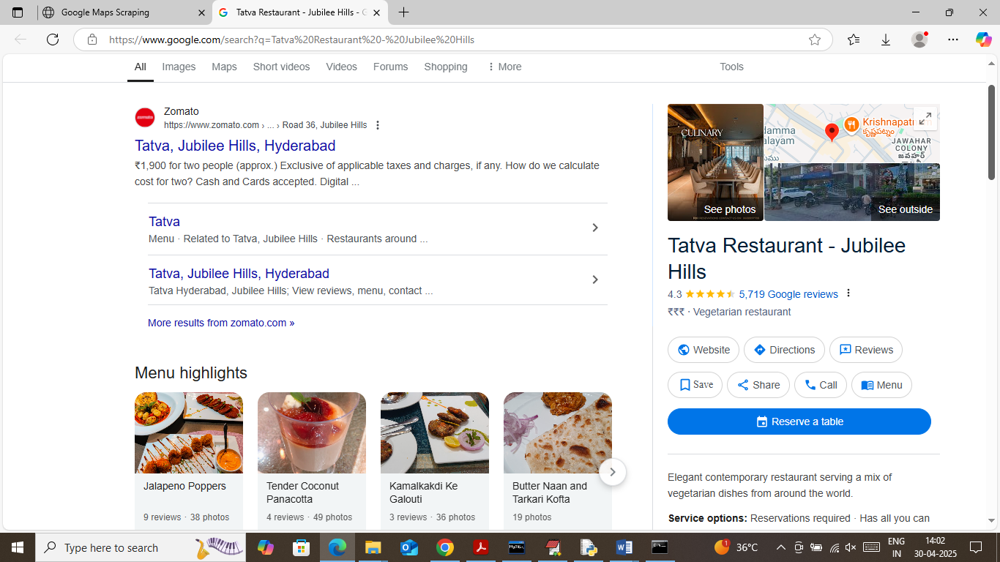 Google Maps Scraping
Tatva Restaurant - Jubilee Hills - G
https://www.google.com/search?q=Tatva%20Restaurant%20-%20Jubilee%20Hills
All
Images
Maps
Short videos
Videos
Forums
Shopping
More
Tools
zomato
Zomato
https://www.zomato.com › ... › Road 36, Jubilee Hills
Tatva, Jubilee Hills, Hyderabad
₹1,900 for two people (approx.) Exclusive of applicable taxes and charges, if any. How do we calculate
cost for two? Cash and Cards accepted. Digital ...
Tatva
Menu · Related to Tatva, Jubilee Hills · Restaurants around ...
Tatva, Jubilee Hills, Hyderabad
Tatva Hyderabad, Jubilee Hills; View reviews, menu, contact ...
More results from zomato.com »
Menu highlights
Jalapeno Poppers
9 reviews · 38 photos
Tender Coconut
Panacotta
4 reviews · 49 photos
Kamalkakdi Ke
Galouti
3 reviews · 36 photos
Butter Naan and
Tarkari Kofta
19 photos
CULINARY
See photos
Krishnapat
కృష్ణపట్నం
damma
alayam
JAWAHAR
COLONY
జవహర్
See outside
Tatva Restaurant - Jubilee
Hills
4.3
5,719 Google reviews
₹₹₹ · Vegetarian restaurant
Website
Directions
Reviews
Save
Share
Call
Menu
Reserve a table
Elegant contemporary restaurant serving a mix of
vegetarian dishes from around the world.
Service options: Reservations required · Has all you can
Type here to search
MySQL
1
36°C
ENG
IN
14:02
30-04-2025